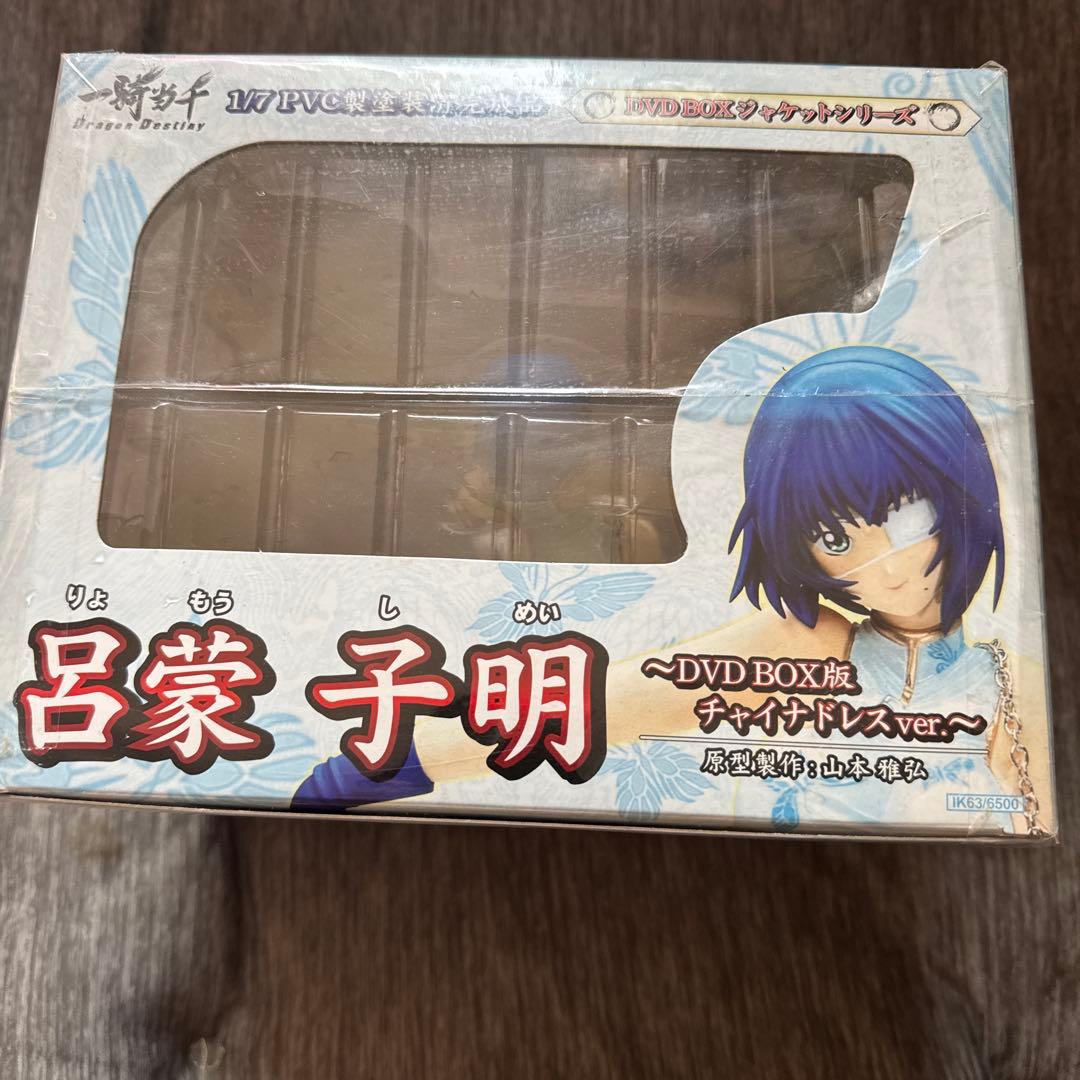 一騎当千
Dragon Destiny
1/7 PVC製塗装済完成品
DVD BOX ジャケットシリーズ
りょ もう し めい
呂蒙 子明
～DVD BOX版
チャイナドレスver.～
原型製作:山本 雅弘
IK63/6500